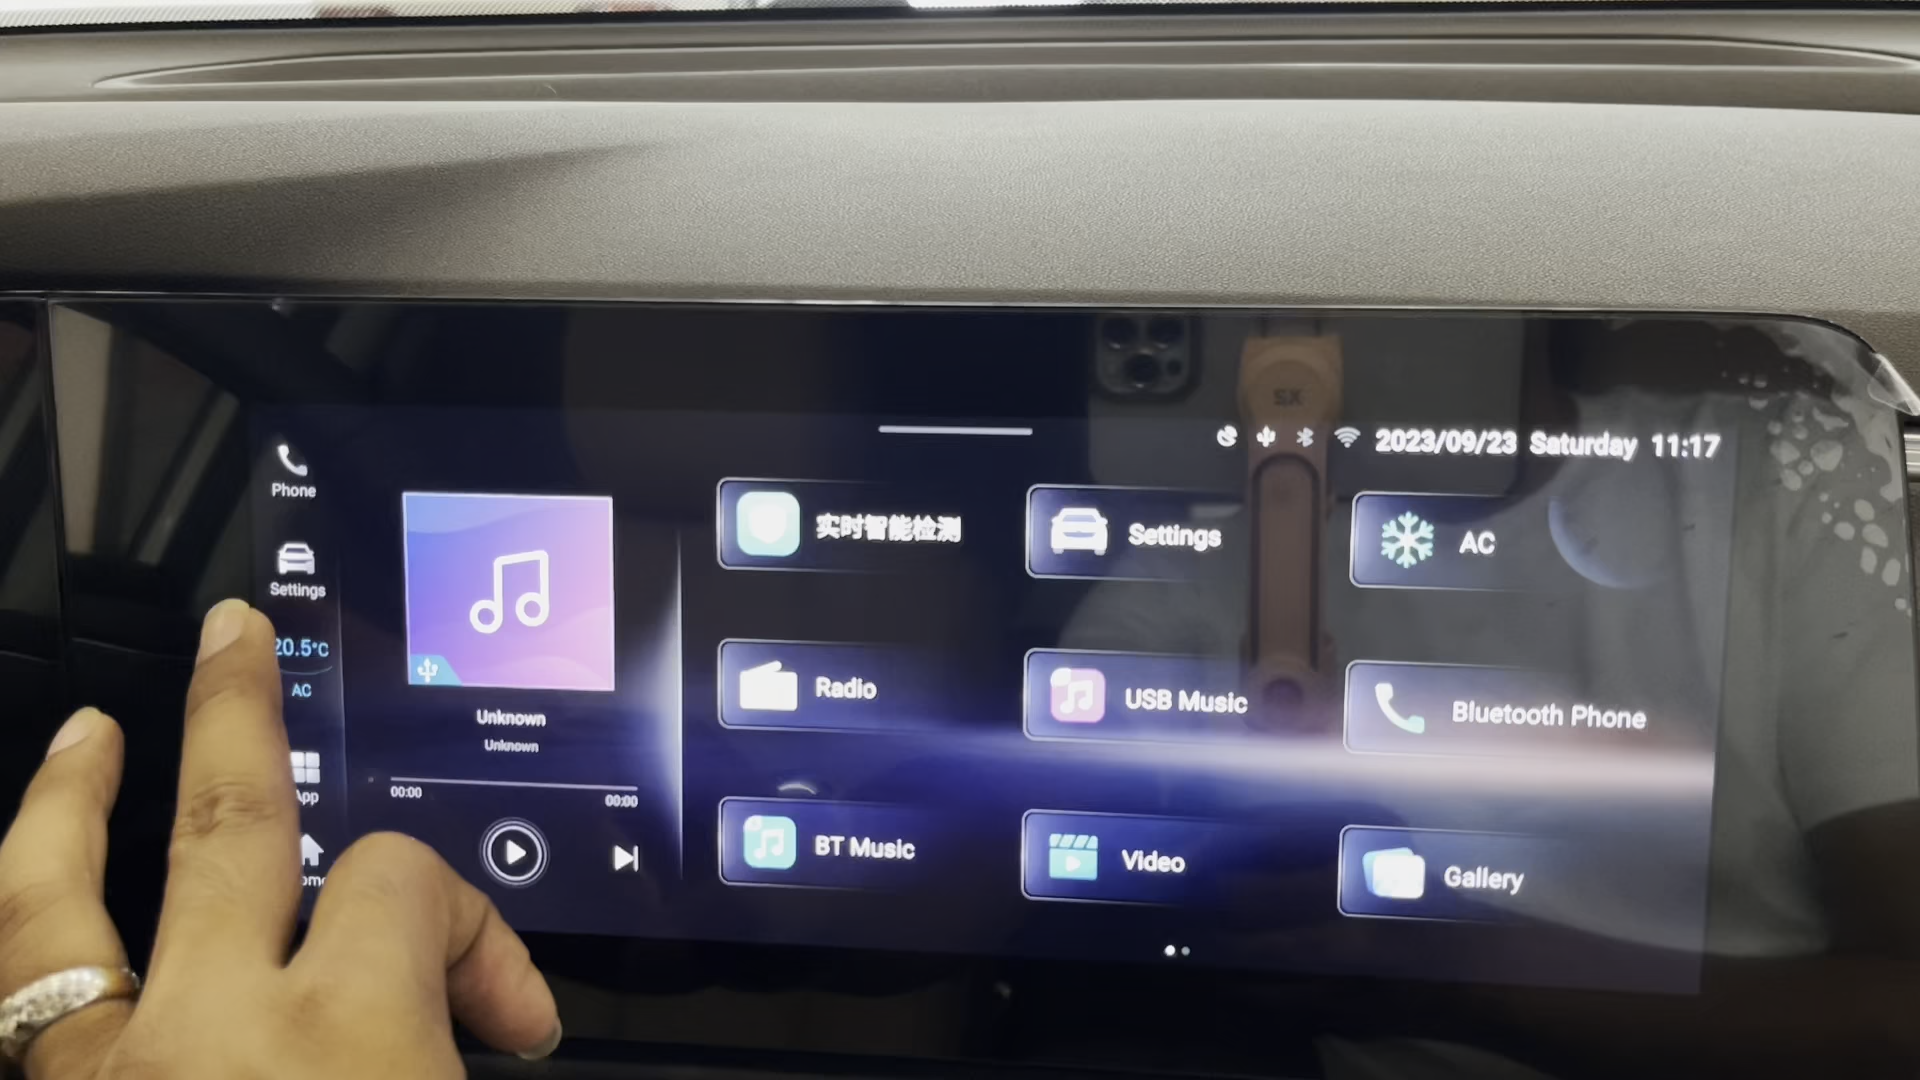 2023/09/23 Saturday 11:17
Phone
Settings
20.5°C
AC
App
ome
Unknown
Unknown
00:00
00:00
实时智能检测
Settings
AC
Radio
USB Music
Bluetooth Phone
BT Music
Video
Gallery